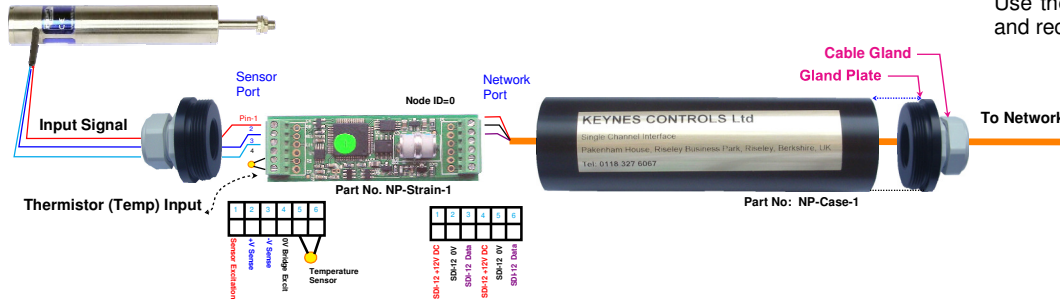 Use the
and rec
Cable Gland
Gland Plate
Sensor
Port
Network
Port
Node ID=0
Pin-1
2
3
4
Input Signal
KEYNES CONTROLS Ltd
Single Channel Interface
Pakenham House, Riseley Business Park, Riseley, Berkshire, UK
Tel: 0118 327 6067
To Network
Part No. NP-Strain-1
Part No: NP-Case-1
Thermistor (Temp) Input
1 2 3 4 5 6
Sensor Excitation
+V Sense
-V Sense
0V Bridge Excit
Temperature
Sensor
1 2 3 4 5 6
SDI-12 +12V DC
SDI-12 0V
SDI-12 Data
SDI-12 +12V DC
SDI-12 0V
SDI-12 Data